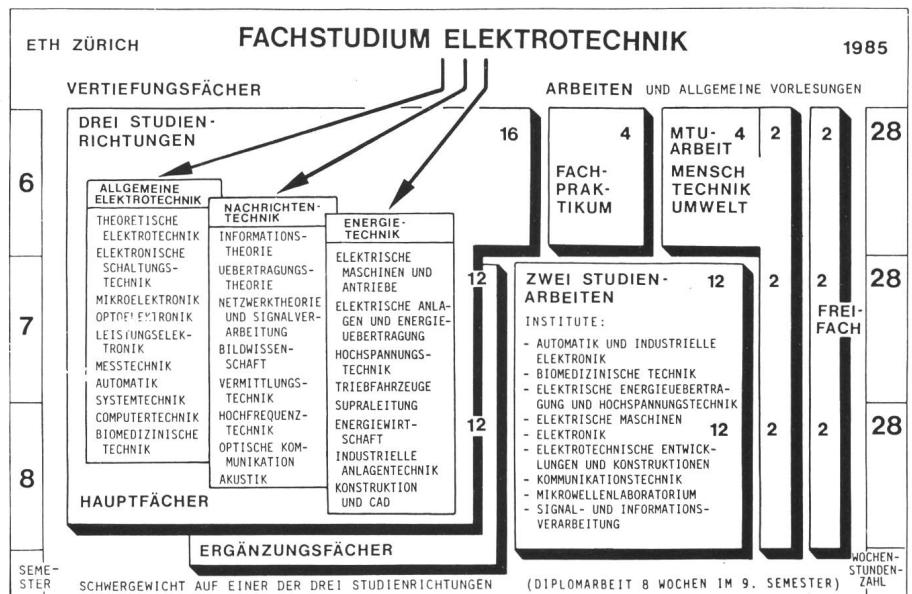 ETH ZÜRICH
FACHSTUDIUM ELEKTROTECHNIK
1985
VERTIEFUNGSFÄCHER
ARBEITEN UND ALLGEMEINE VORLESUNGEN
6
7
8
SEME-
STER
DREI STUDIEN-
RICHTUNGEN
16
ALLGEMEINE
ELEKTROTECHNIK
THEORETISCHE
ELEKTROTECHNIK
ELEKTRONISCHE
SCHALTUNGS-
TECHNIK
MIKROELEKTRONIK
OPTOELEKTRONIK
LEISTUNGSELEK-
TRONIK
MESSTECHNIK
AUTOMATIK
SYSTEMTECHNIK
COMPUTERTECHNIK
BIOMEDIZINISCHE
TECHNIK
NACHRICHTEN-
TECHNIK
INFORMATIONS-
THEORIE
UEBERTRAGUNGS-
THEORIE
NETZWERKTHEORIE
UND SIGNALVER-
ARBEITUNG
BILDWISSEN-
SCHAFT
VERMITTLUNGS-
TECHNIK
HOCHFREQUENZ-
TECHNIK
OPTISCHE KOM-
MUNIKATION
AKUSTIK
ENERGIE-
TECHNIK
ELEKTRISCHE
MASCHINEN UND
ANTRIEBE
ELEKTRISCHE ANLA-
GEN UND ENERGIE-
UEBERTRAGUNG
HOCHSPANNUNGS-
TECHNIK
TRIEBFAHRZEUGE
SUPRALEITUNG
ENERGIEWIRT-
SCHAFT
INDUSTRIELLE
ANLAGENTECHNIK
KONSTRUKTION
UND CAD
12
12
HAUPTFÄCHER
ERGÄNZUNGSFÄCHER
4
FACH-
PRAK-
TIKUM
MTU- 4
ARBEIT
MENSCH
TECHNIK
UMWELT
2
2
28
ZWEI STUDIEN- 12
ARBEITEN
INSTITUTE:
- AUTOMATIK UND INDUSTRIELLE
ELEKTRONIK
- BIOMEDIZINISCHE TECHNIK
- ELEKTRISCHE ENERGIEUEBERTRA-
GUNG UND HOCHSPANNUNGSTECHNIK
- ELEKTRISCHE MASCHINEN
- ELEKTRONIK 12
- ELEKTROTECHNISCHE ENTWICK-
LUNGEN UND KONSTRUKTIONEN
- KOMMUNIKATIONSTECHNIK
- MIKROWELLENLABORATORIUM
- SIGNAL- UND INFORMATIONS-
VERARBEITUNG
2
2
28
FREI-
FACH
2
2
28
WOCHEN-
STUNDEN-
ZAHL
SCHWERGEWICHT AUF EINER DER DREI STUDIENRICHTUNGEN
(DIPLOMARBEIT 8 WOCHEN IM 9. SEMESTER)